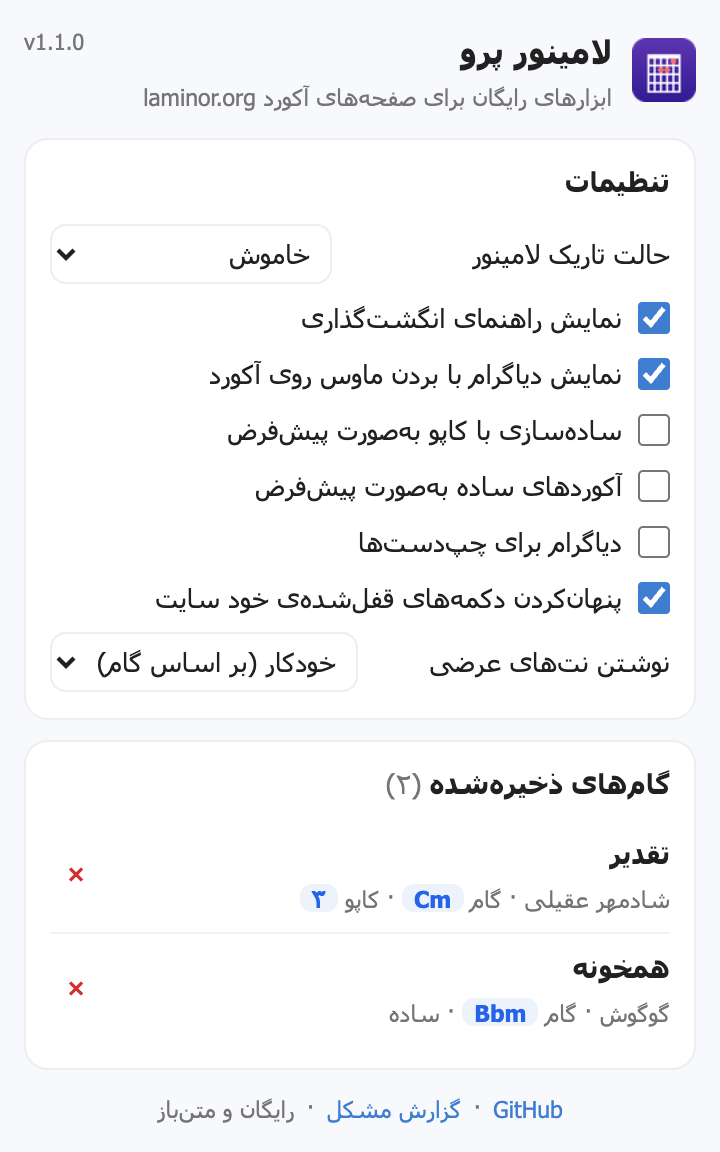 لامینور پرو
v1.1.0
ابزارهای رایگان برای صفحه‌های آکورد laminor.org
تنظیمات
حالت تاریک لامینور خاموش
نمایش راهنمای انگشت‌گذاری
نمایش دیاگرام با بردن ماوس روی آکورد
ساده‌سازی با کاپو به‌صورت پیش‌فرض
آکوردهای ساده به‌صورت پیش‌فرض
دیاگرام برای چپ‌دست‌ها
پنهان‌کردن دکمه‌های قفل‌شده‌ی خود سایت
نوشتن نت‌های عرضی خودکار (بر اساس گام)
گام‌های ذخیره‌شده (۲)
تقدیر
×
شادمهر عقیلی · گام Cm · کاپو ۳
همخونه
×
گوگوش · گام Bbm · ساده
GitHub · گزارش مشکل · رایگان و متن‌باز